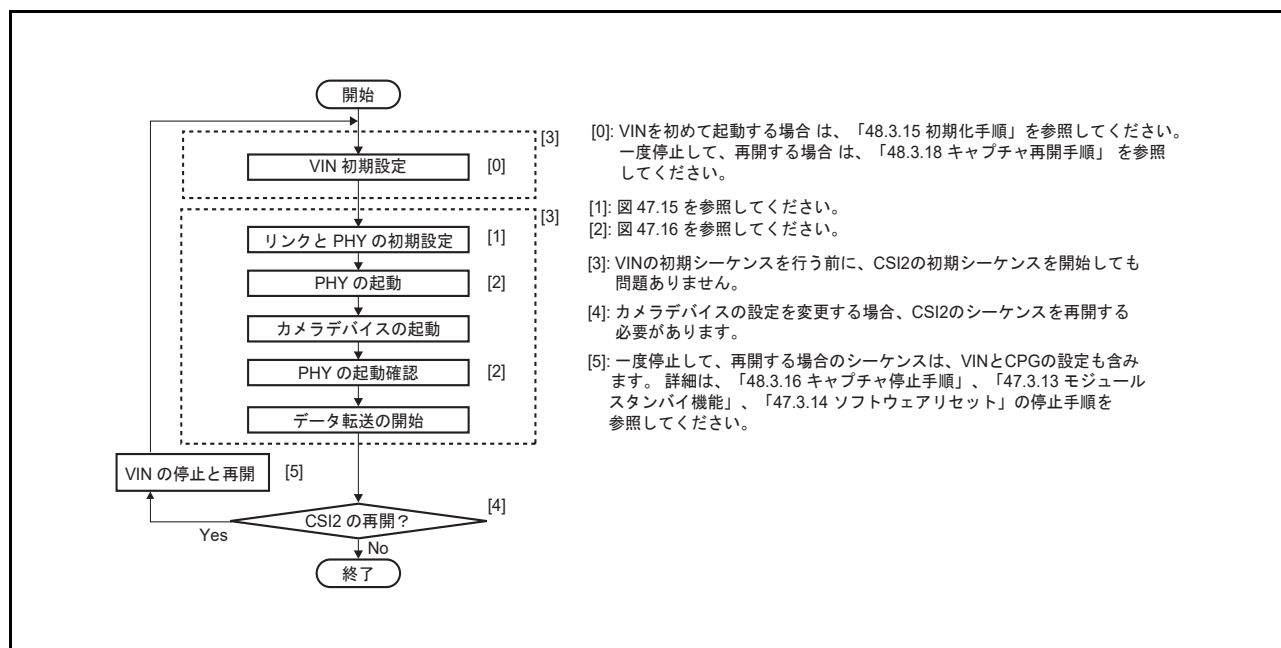 開始
[3]
VIN 初期設定
[0]
[3]
リンクと PHY の初期設定
[1]
PHY の起動
[2]
カメラデバイスの起動
PHY の起動確認
[2]
データ転送の開始
VIN の停止と再開
[5]
[4]
CSI2 の再開？
Yes
No
終了
[0]: VINを初めて起動する場合 は、「48.3.15 初期化手順」を参照してください。
一度停止して、再開する場合 は、「48.3.18 キャプチャ再開手順」 を参照
してください。
[1]: 図 47.15 を参照してください。
[2]: 図 47.16 を参照してください。
[3]: VINの初期シーケンスを行う前に、CSI2の初期シーケンスを開始しても
問題ありません。
[4]: カメラデバイスの設定を変更する場合、CSI2のシーケンスを再開する
必要があります。
[5]: 一度停止して、再開する場合のシーケンスは、VINとCPGの設定も含み
ます。 詳細は、「48.3.16 キャプチャ停止手順」、「47.3.13 モジュール
スタンバイ機能」、「47.3.14 ソフトウェアリセット」の停止手順を
参照してください。